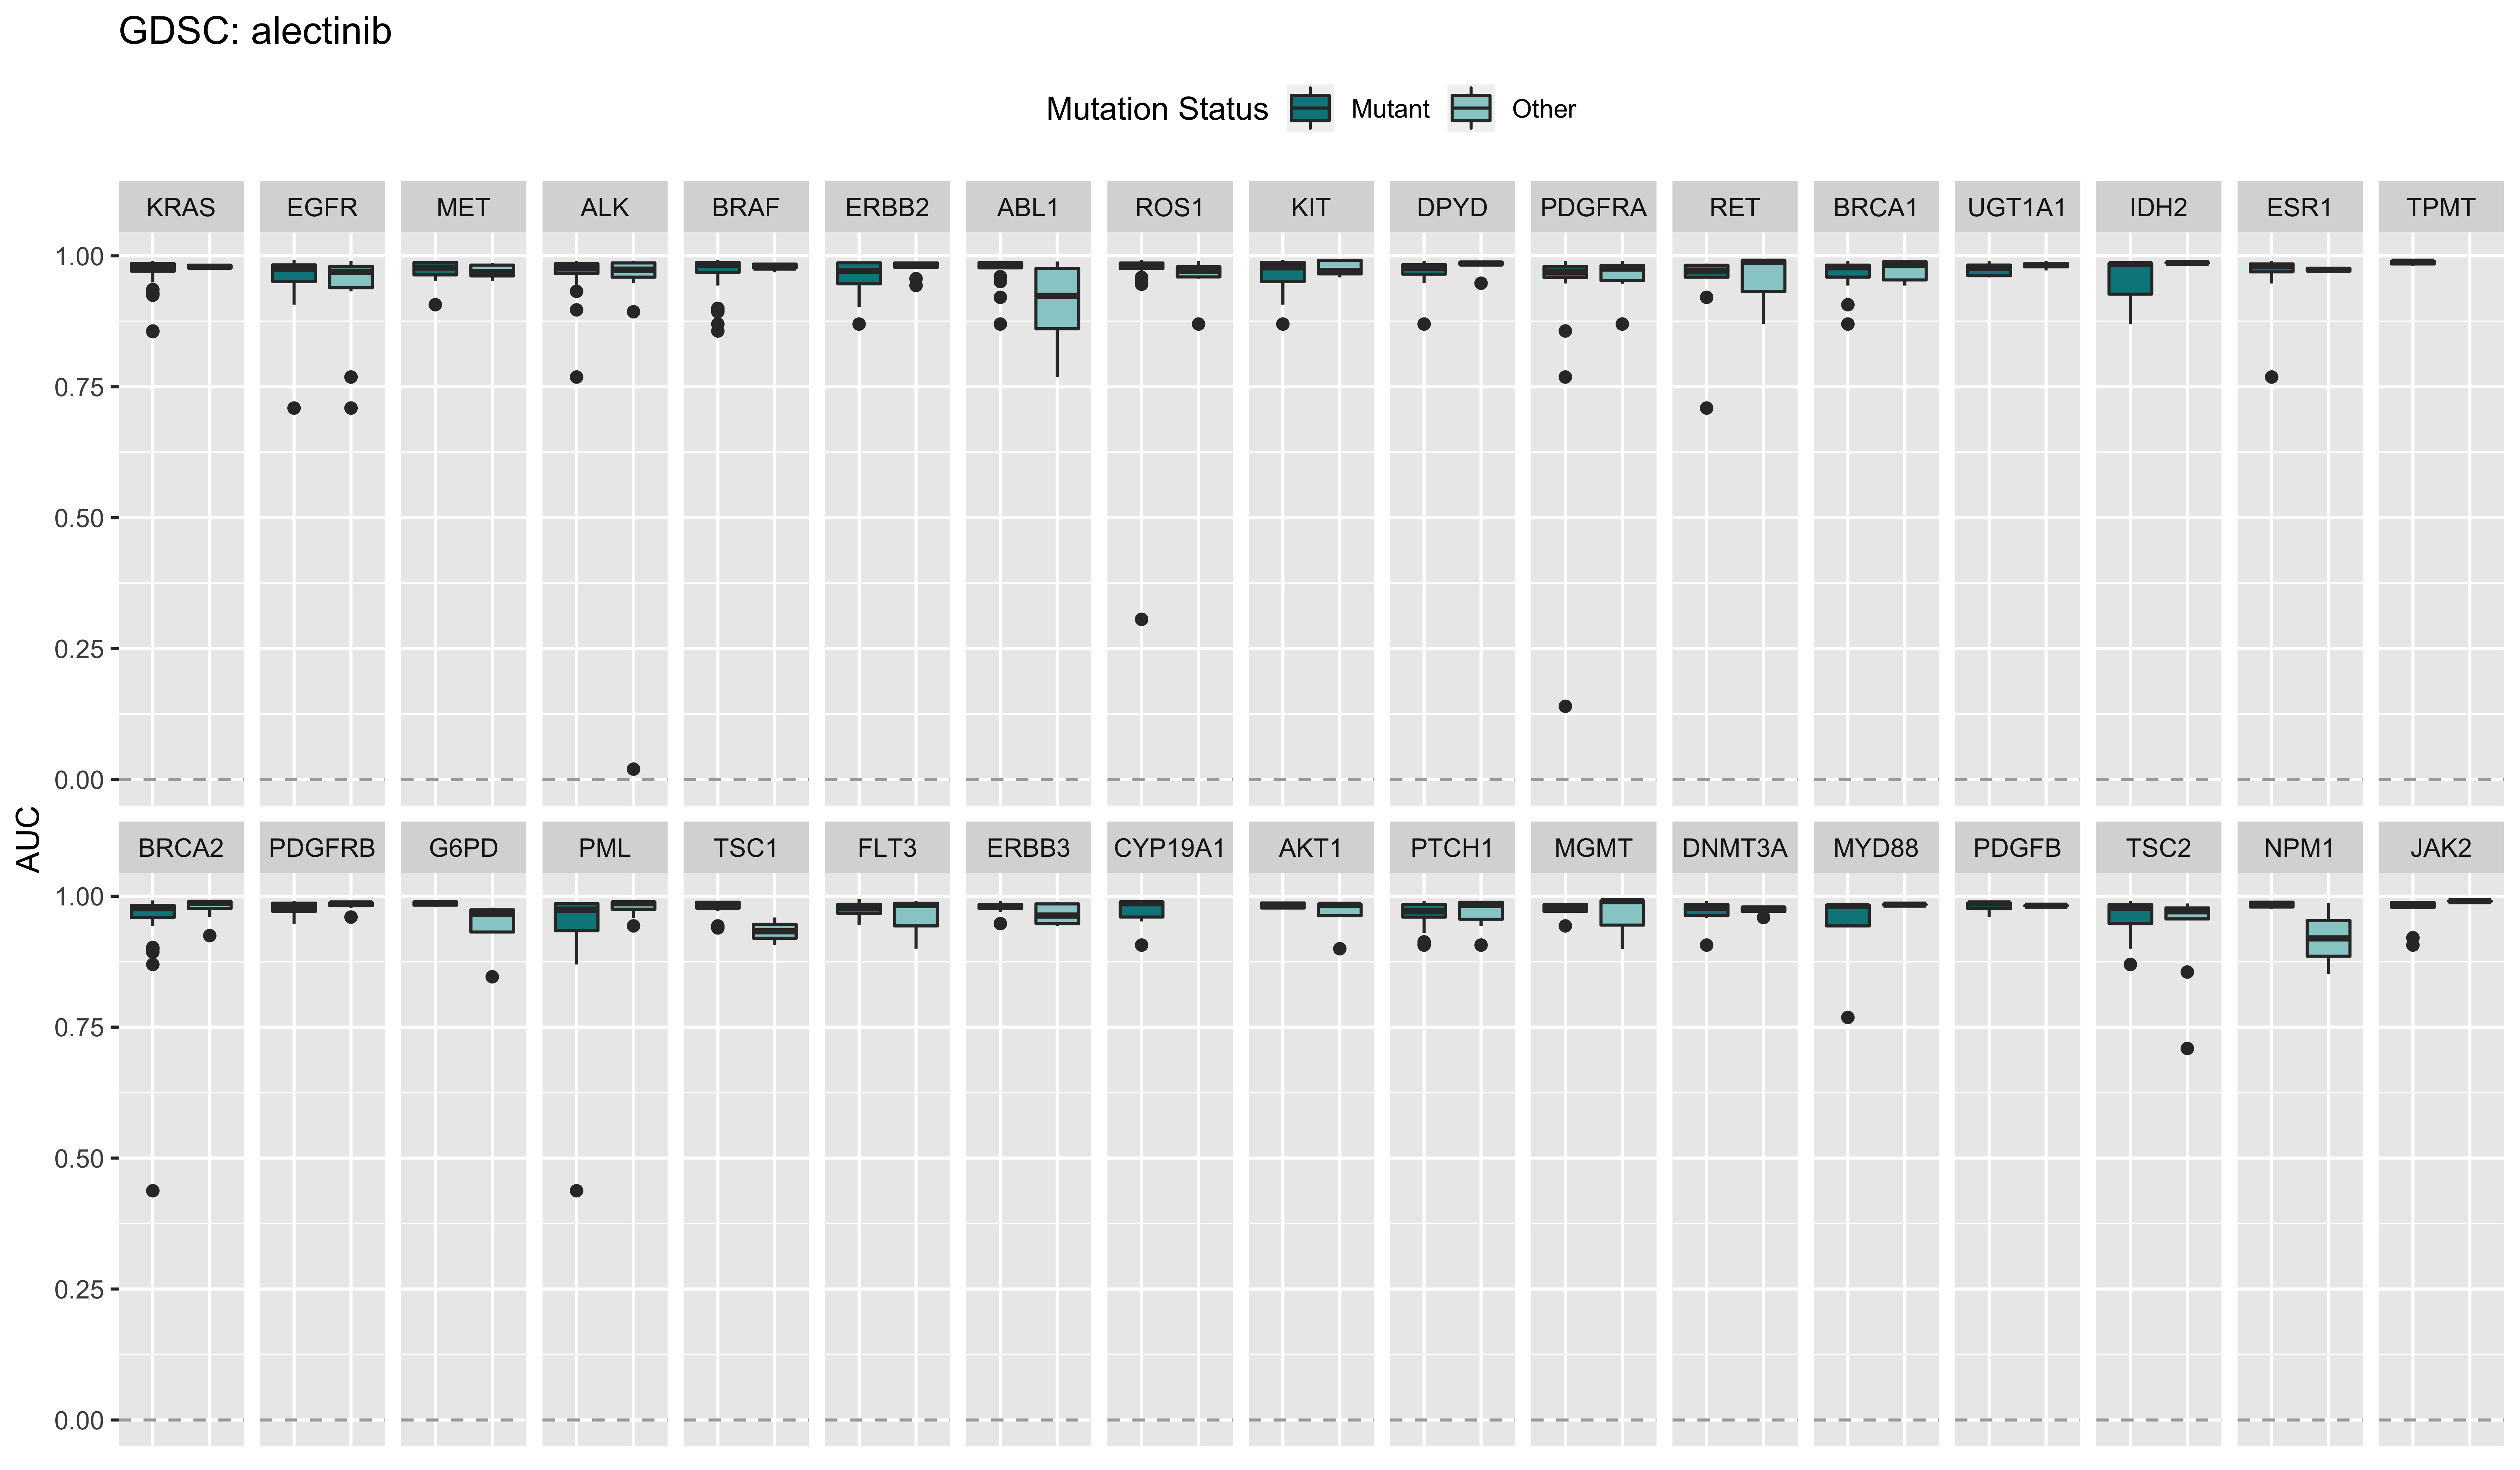 GDSC: alectinib
Mutation Status Mutant Other
KRAS EGFR MET ALK BRAF ERBB2 ABL1 ROS1 KIT DPYD PDGFRA RET BRCA1 UGT1A1 IDH2 ESR1 TPMT
1.00
0.75
0.50
0.25
0.00
AUC
BRCA2 PDGFRB G6PD PML TSC1 FLT3 ERBB3 CYP19A1 AKT1 PTCH1 MGMT DNMT3A MYD88 PDGFB TSC2 NPM1 JAK2
1.00
0.75
0.50
0.25
0.00